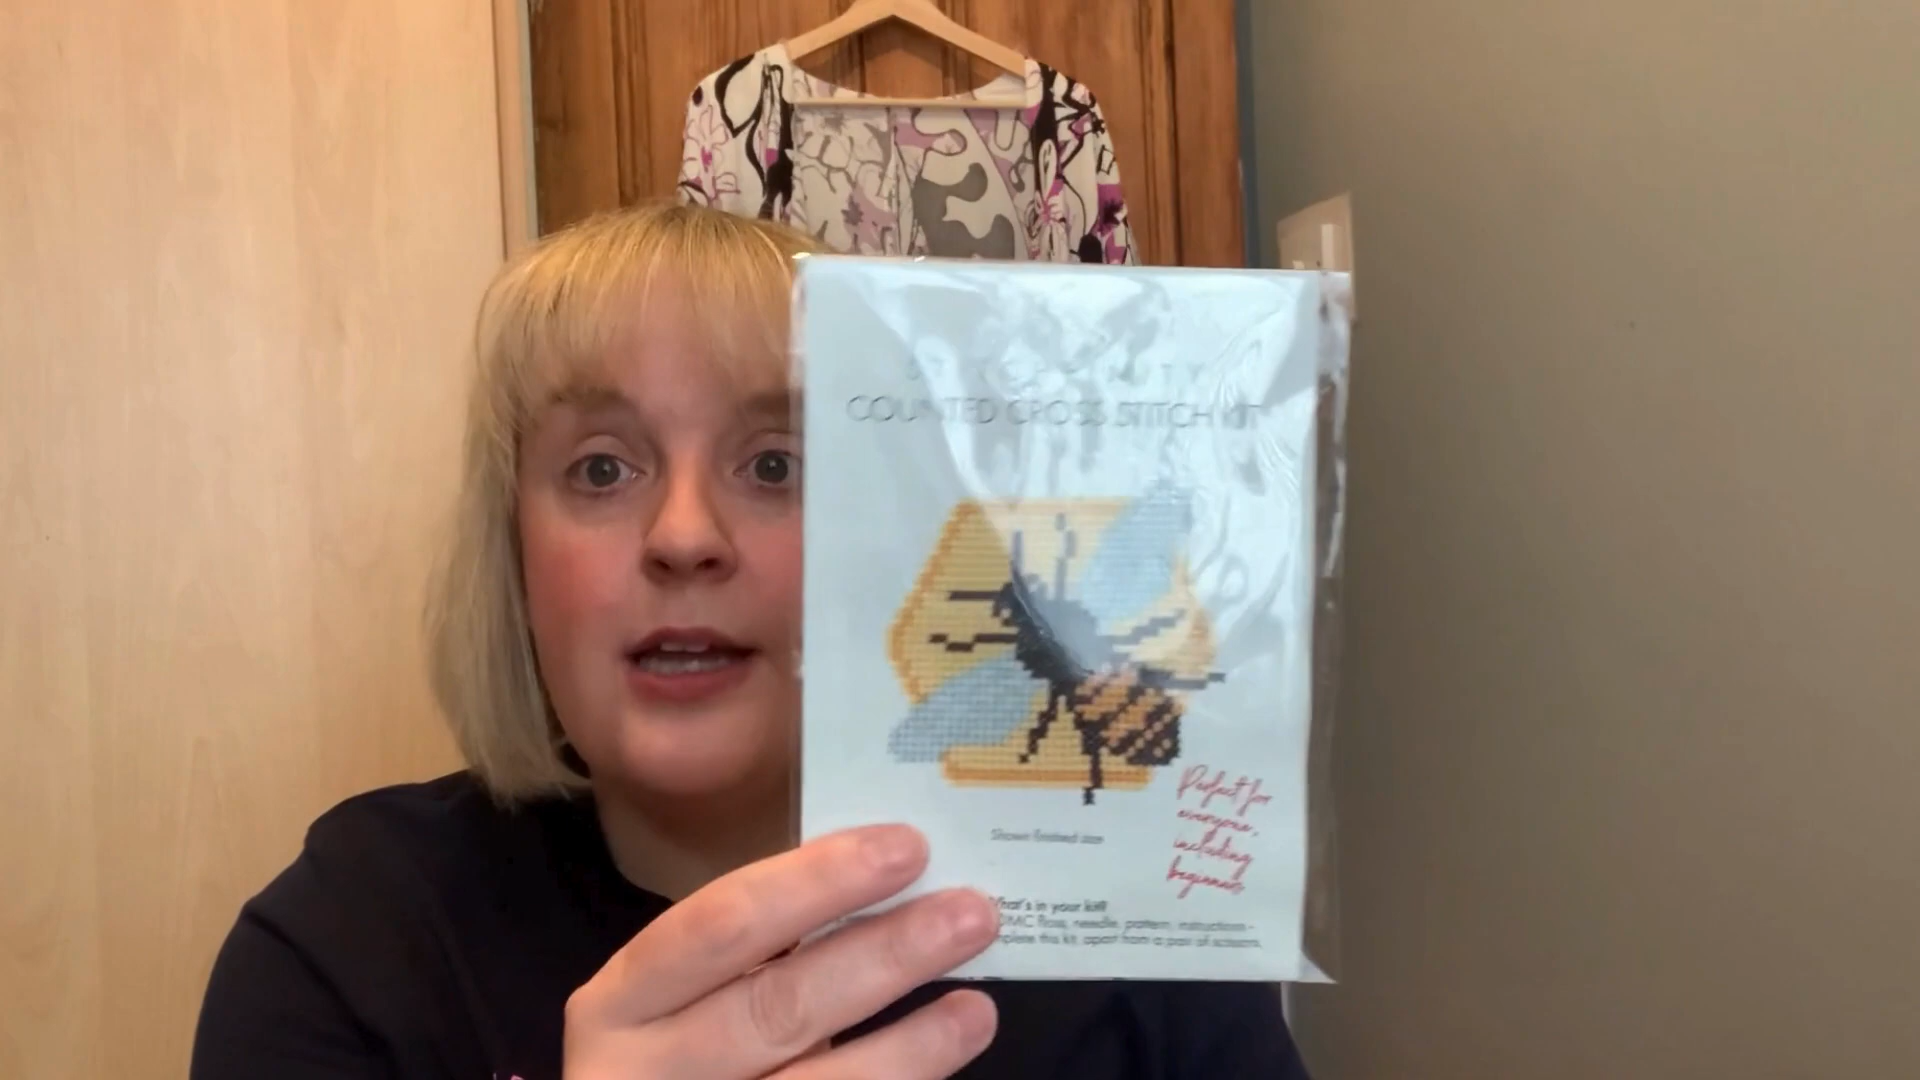 COUNTED CROSS STITCH KIT
Shown finished size
Perfect for
everyone,
including
beginners
What's in your kit?
DMC floss, needle, pattern, instructions -
this kit, apart from a pair of scissors.